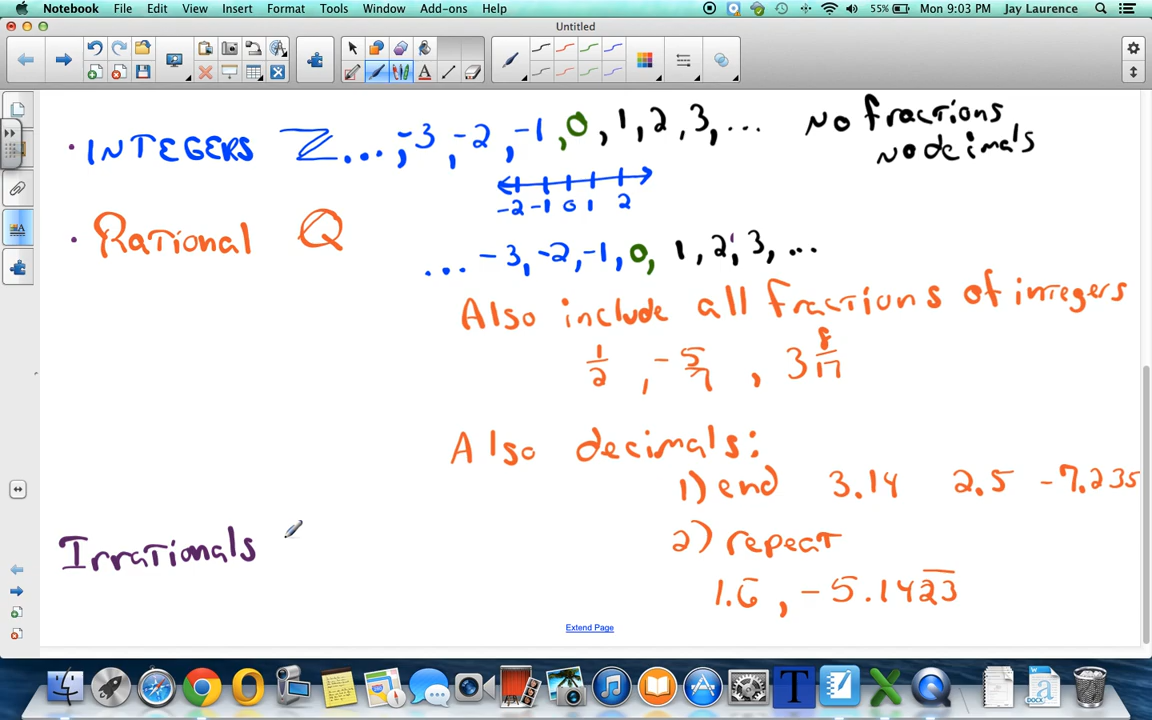 Notebook File Edit View Insert Format Tools Window Add-ons Help 55% Mon 9:03 PM Jay Laurence
Untitled
• INTEGERS Z ..., -3, -2, -1, 0, 1, 2, 3, ... No fractions
No decimals
-2 -1 0 1 2
• Rational Q
... -3, -2, -1, 0, 1, 2, 3, ...
Also include all fractions of integers
1/2, -5/7, 3 8/17
Also decimals:
1) end 3.14 2.5 -7.235
2) repeat
Irrationals
1.6̅, -5.142̅3̅
Extend Page